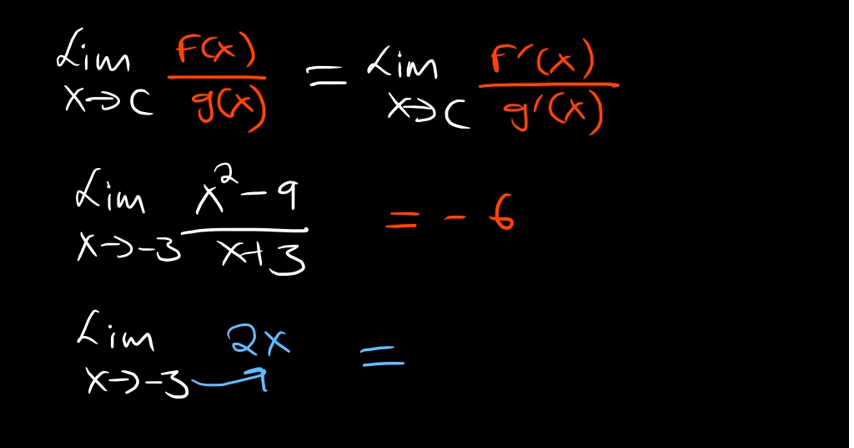 Lim x→c F(x)/g(x) = Lim x→c F'(x)/g'(x)
Lim x→-3 x²-9/x+3 = -6
Lim x→-3 2x =